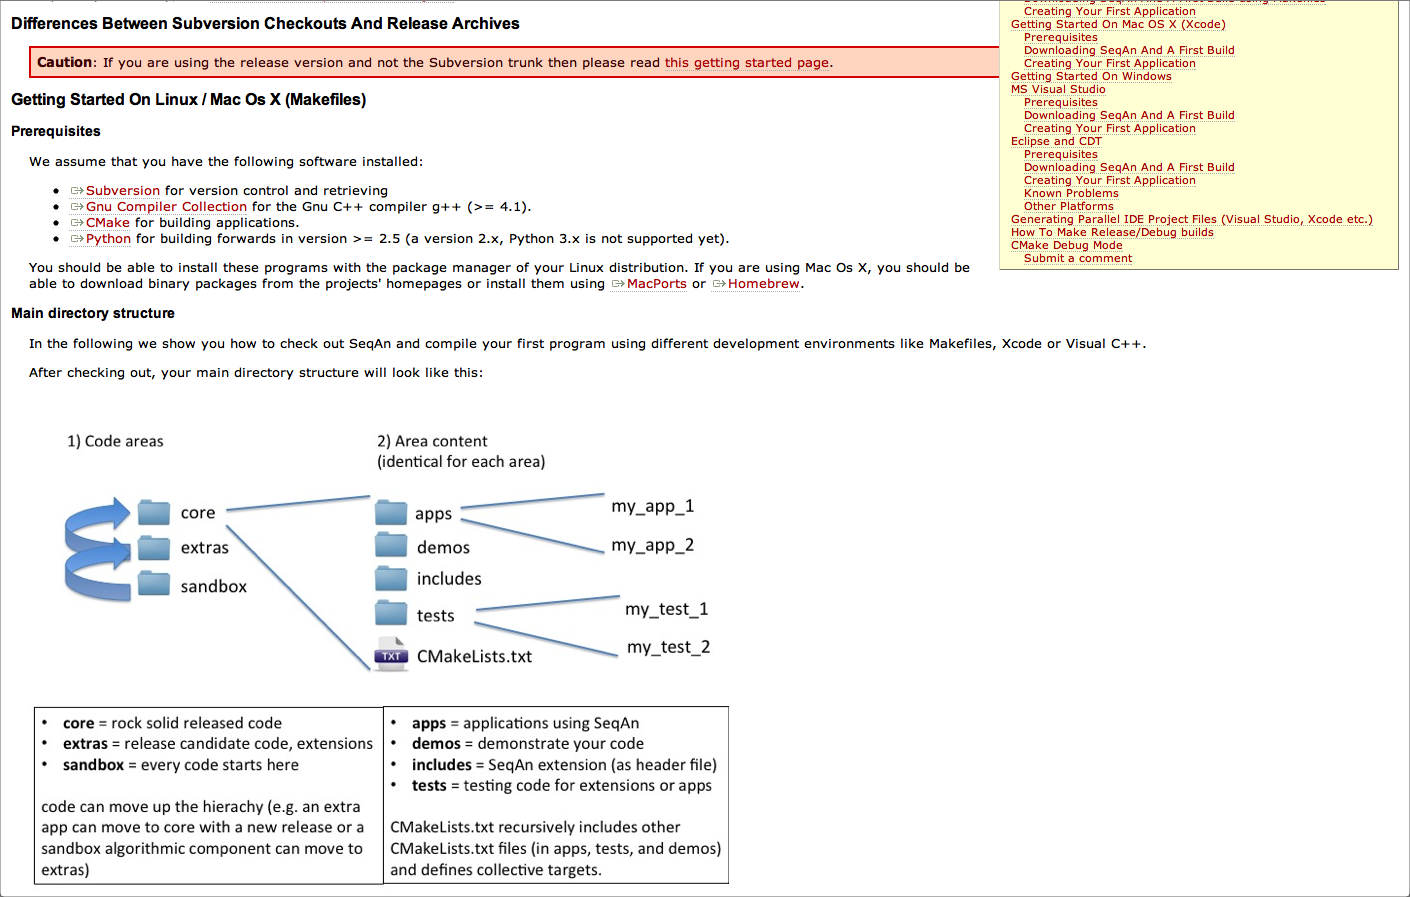 Differences Between Subversion Checkouts And Release Archives
Caution: If you are using the release version and not the Subversion trunk then please read this getting started page.
Getting Started On Linux / Mac Os X (Makefiles)
Prerequisites
We assume that you have the following software installed:
• Subversion for version control and retrieving
• Gnu Compiler Collection for the Gnu C++ compiler g++ (>= 4.1).
• CMake for building applications.
• Python for building forwards in version >= 2.5 (a version 2.x, Python 3.x is not supported yet).
You should be able to install these programs with the package manager of your Linux distribution. If you are using Mac Os X, you should be
able to download binary packages from the projects' homepages or install them using MacPorts or Homebrew.
Creating Your First Application
Getting Started On Mac OS X (Xcode)
Prerequisites
Downloading SeqAn And A First Build
Creating Your First Application
Getting Started On Windows
MS Visual Studio
Prerequisites
Downloading SeqAn And A First Build
Creating Your First Application
Eclipse and CDT
Prerequisites
Downloading SeqAn And A First Build
Creating Your First Application
Known Problems
Other Platforms
Generating Parallel IDE Project Files (Visual Studio, Xcode etc.)
How To Make Release/Debug builds
CMake Debug Mode
Submit a comment
Main directory structure
In the following we show you how to check out SeqAn and compile your first program using different development environments like Makefiles, Xcode or Visual C++.
After checking out, your main directory structure will look like this:
1) Code areas
core
extras
sandbox
2) Area content
(identical for each area)
apps
demos
includes
tests
TXT
CMakeLists.txt
my_app_1
my_app_2
my_test_1
my_test_2
• core = rock solid released code
• extras = release candidate code, extensions
• sandbox = every code starts here
code can move up the hierachy (e.g. an extra
app can move to core with a new release or a
sandbox algorithmic component can move to
extras)
• apps = applications using SeqAn
• demos = demonstrate your code
• includes = SeqAn extension (as header file)
• tests = testing code for extensions or apps
CMakeLists.txt recursively includes other
CMakeLists.txt files (in apps, tests, and demos)
and defines collective targets.